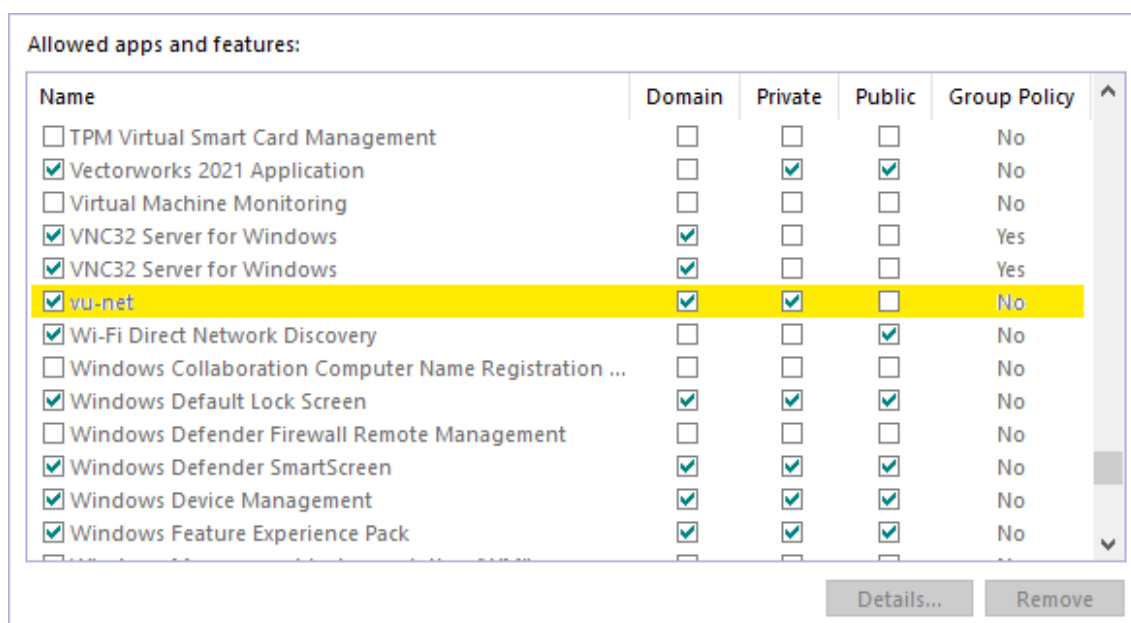 Allowed apps and features:
Name Domain Private Public Group Policy
TPM Virtual Smart Card Management No
Vectorworks 2021 Application No
Virtual Machine Monitoring No
VNC32 Server for Windows Yes
VNC32 Server for Windows Yes
vu-net No
Wi-Fi Direct Network Discovery No
Windows Collaboration Computer Name Registration ... No
Windows Default Lock Screen No
Windows Defender Firewall Remote Management No
Windows Defender SmartScreen No
Windows Device Management No
Windows Feature Experience Pack No
Details... Remove